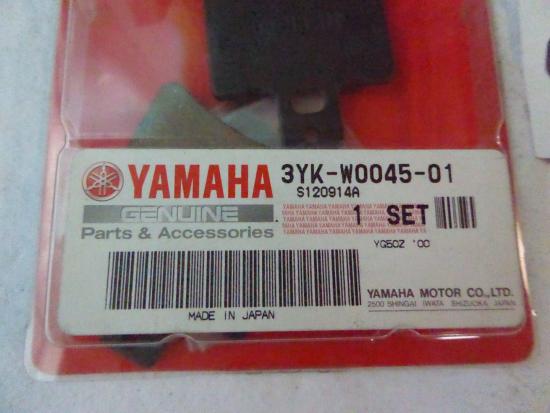 YAMAHA
GENUINE
Parts & Accessories
3YK-W0045-01
S120914A
1 SET
YG50Z '00
MADE IN JAPAN
YAMAHA MOTOR CO.,LTD.
2500 SHINGAI IWATA SHIZUOKA JAPAN